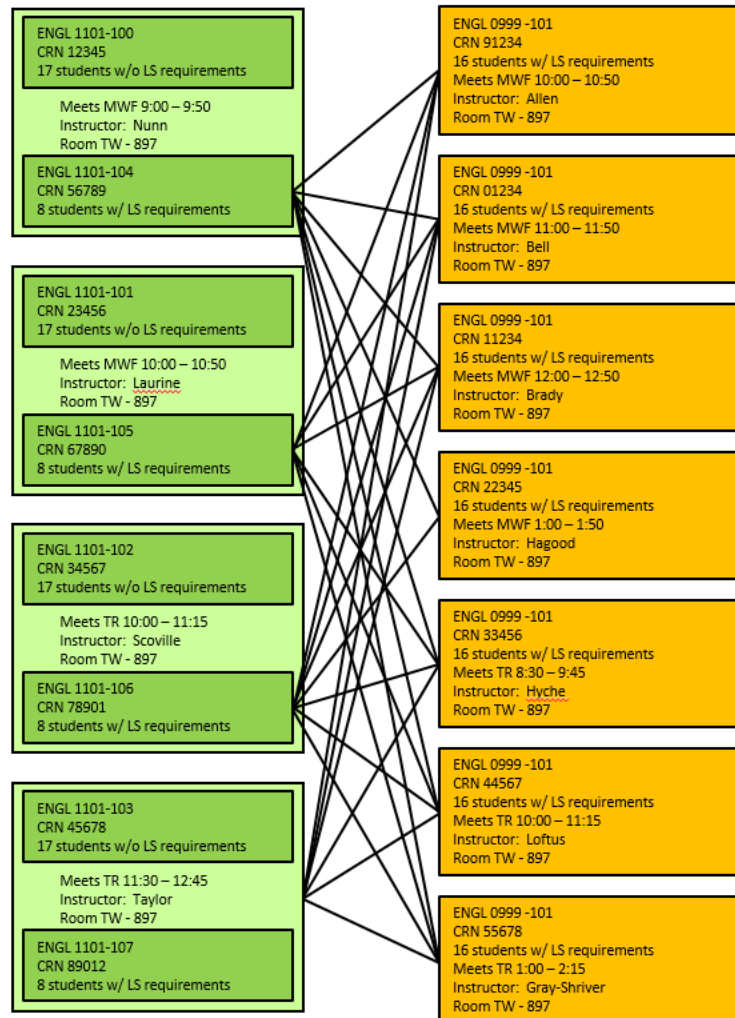 ENGL 1101-100
CRN 12345
17 students w/o LS requirements
Meets MWF 9:00 – 9:50
Instructor: Nunn
Room TW - 897
ENGL 1101-104
CRN 56789
8 students w/ LS requirements
ENGL 1101-101
CRN 23456
17 students w/o LS requirements
Meets MWF 10:00 – 10:50
Instructor: Laurine
Room TW - 897
ENGL 1101-105
CRN 67890
8 students w/ LS requirements
ENGL 1101-102
CRN 34567
17 students w/o LS requirements
Meets TR 10:00 – 11:15
Instructor: Scoville
Room TW - 897
ENGL 1101-106
CRN 78901
8 students w/ LS requirements
ENGL 1101-103
CRN 45678
17 students w/o LS requirements
Meets TR 11:30 – 12:45
Instructor: Taylor
Room TW - 897
ENGL 1101-107
CRN 89012
8 students w/ LS requirements
ENGL 0999 -101
CRN 91234
16 students w/ LS requirements
Meets MWF 10:00 – 10:50
Instructor: Allen
Room TW - 897
ENGL 0999 -101
CRN 01234
16 students w/ LS requirements
Meets MWF 11:00 – 11:50
Instructor: Bell
Room TW - 897
ENGL 0999 -101
CRN 11234
16 students w/ LS requirements
Meets MWF 12:00 – 12:50
Instructor: Brady
Room TW - 897
ENGL 0999 -101
CRN 22345
16 students w/ LS requirements
Meets MWF 1:00 – 1:50
Instructor: Hagood
Room TW - 897
ENGL 0999 -101
CRN 33456
16 students w/ LS requirements
Meets TR 8:30 – 9:45
Instructor: Hyche
Room TW - 897
ENGL 0999 -101
CRN 44567
16 students w/ LS requirements
Meets TR 10:00 – 11:15
Instructor: Loftus
Room TW - 897
ENGL 0999 -101
CRN 55678
16 students w/ LS requirements
Meets TR 1:00 – 2:15
Instructor: Gray-Shriver
Room TW - 897